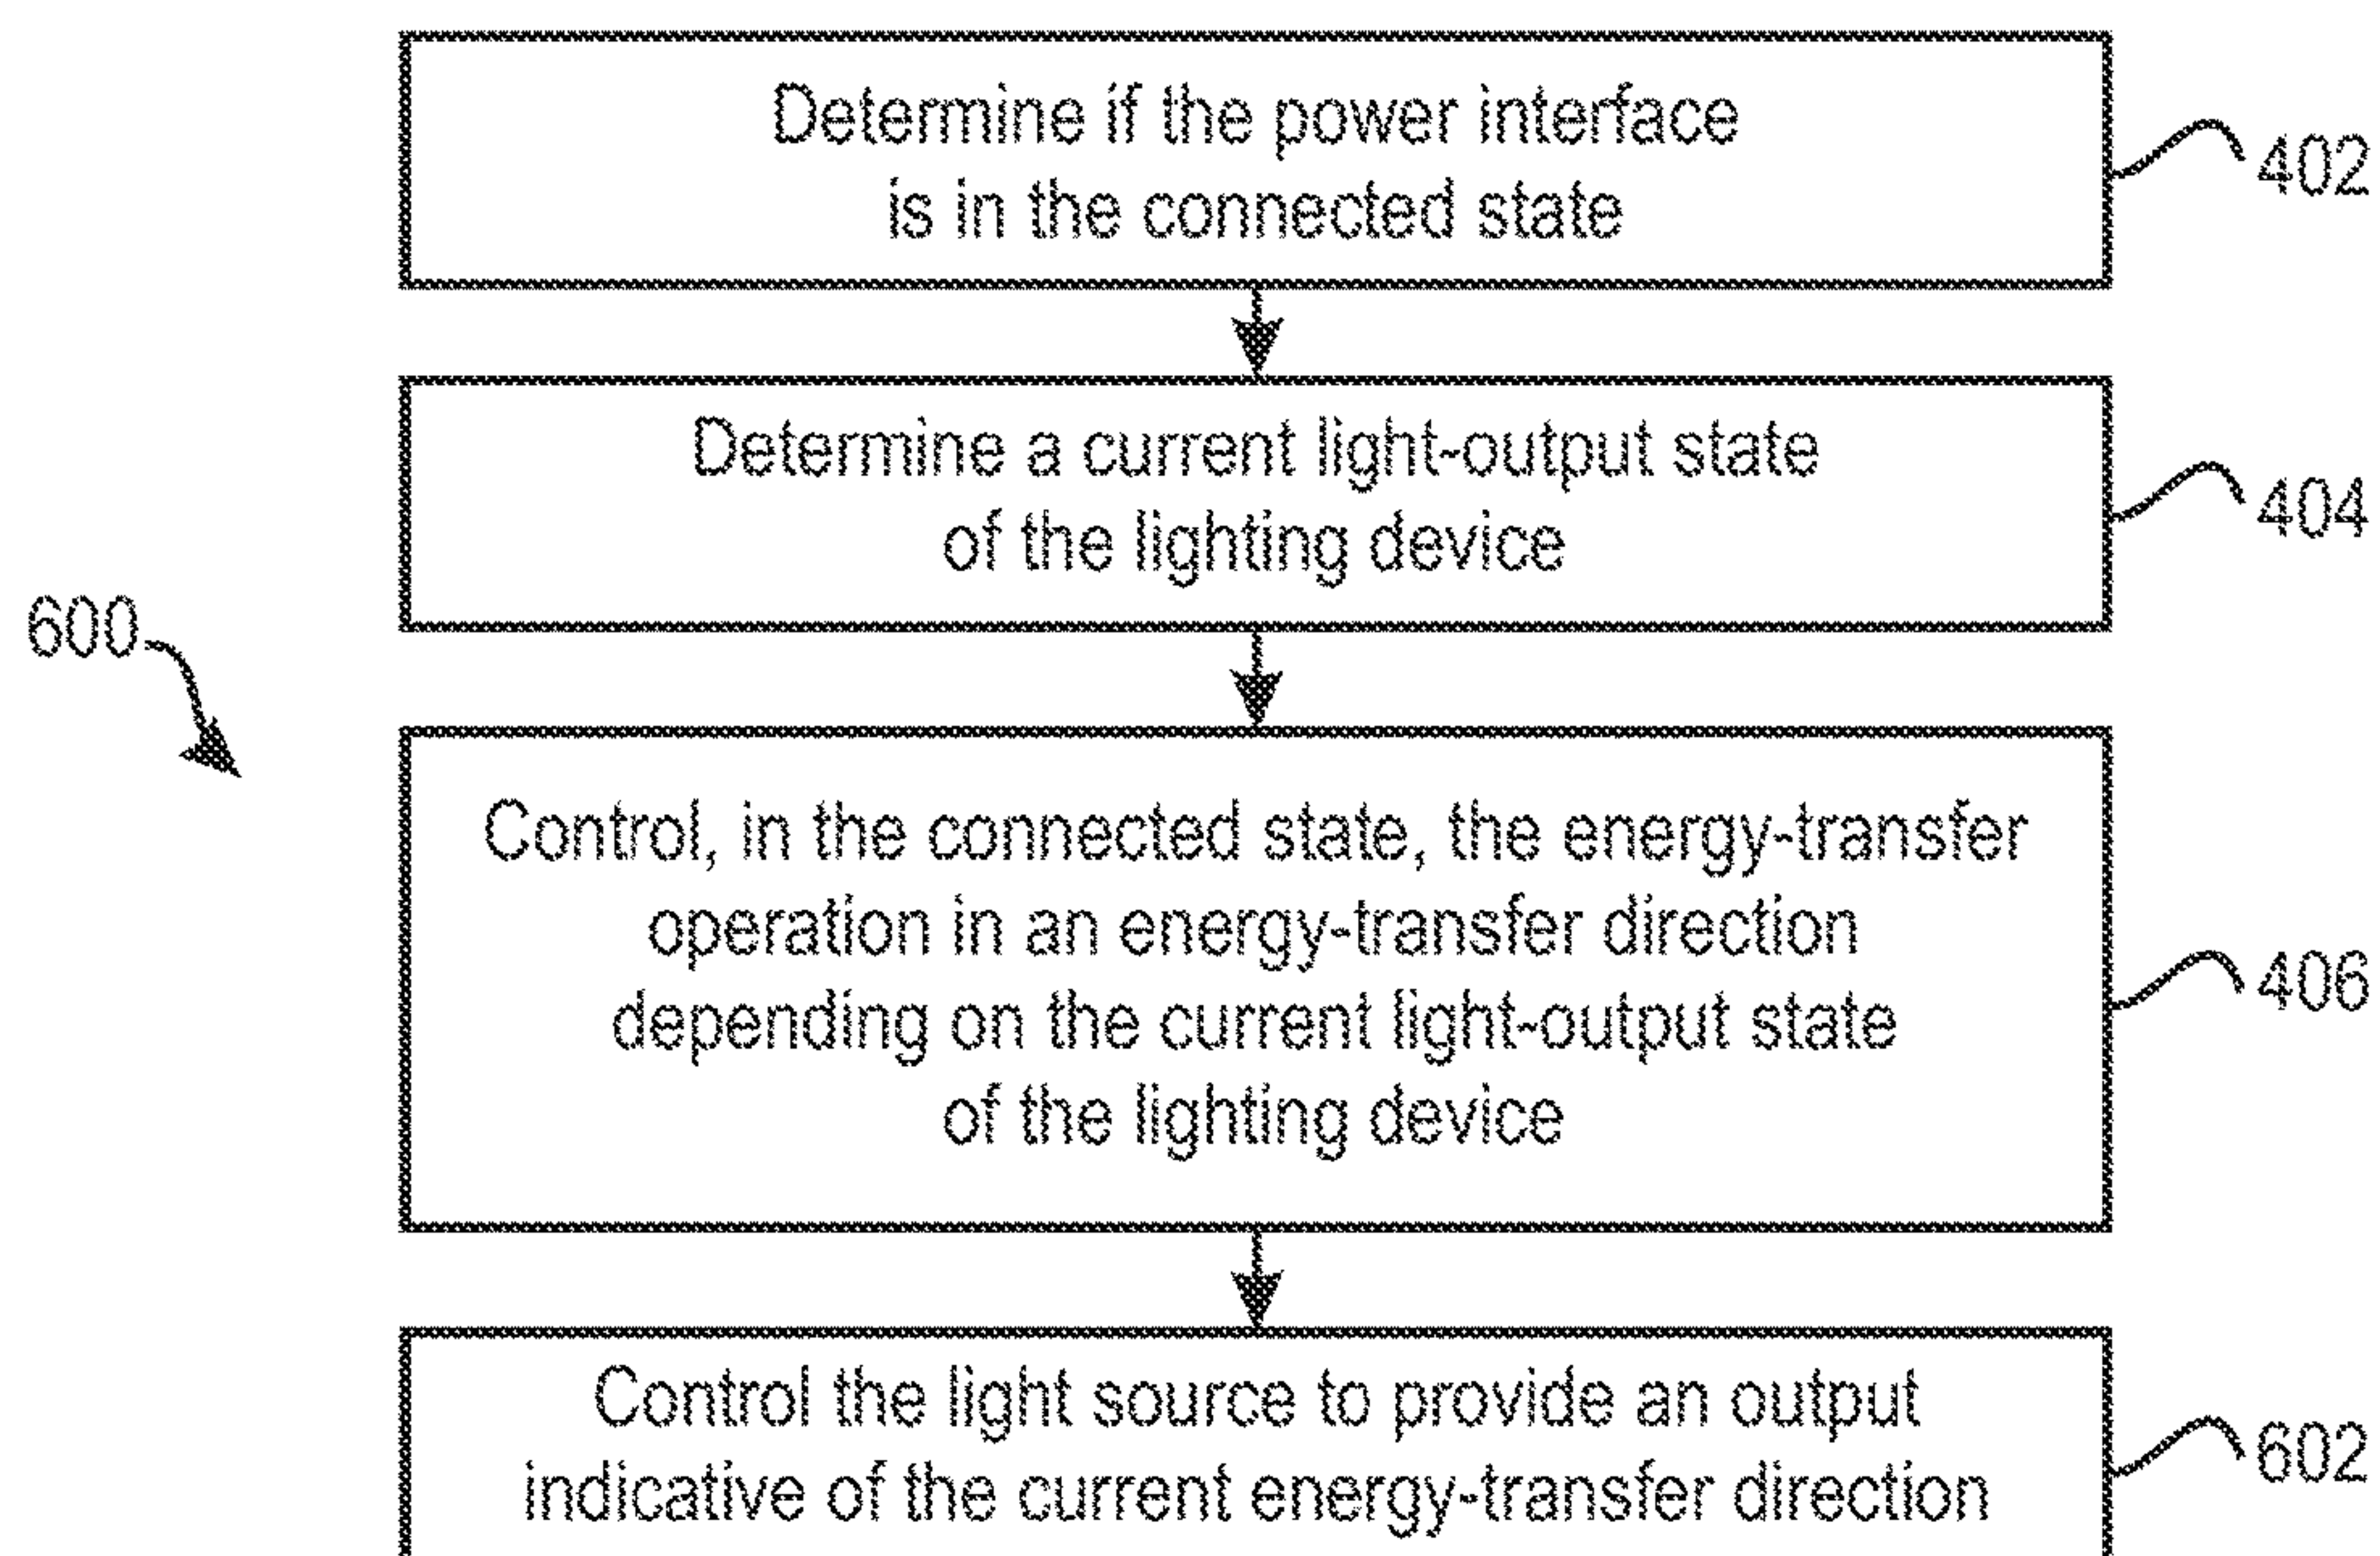 Determine if the power interface
is in the connected state
402
Determine a current light-output state
of the lighting device
404
600
Control, in the connected state, the energy-transfer
operation in an energy-transfer direction
depending on the current light-output state
of the lighting device
406
Control the light source to provide an output
indicative of the current energy-transfer direction
602